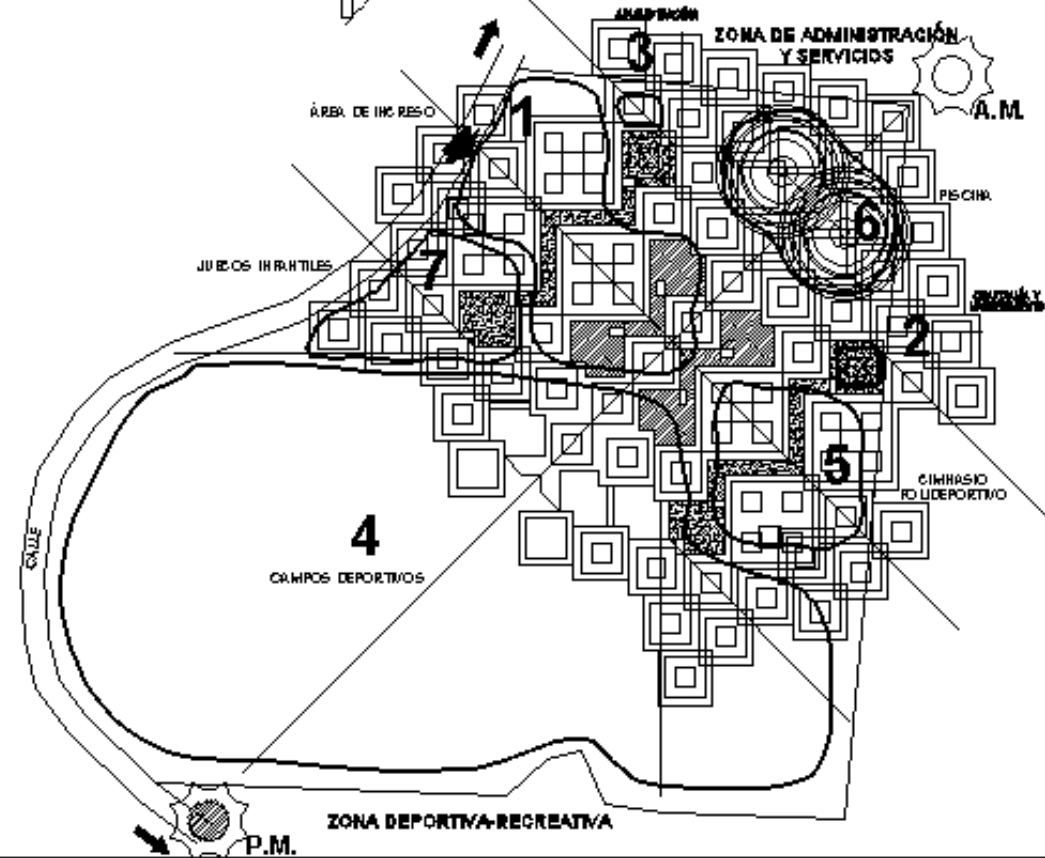 3
ZONA DE ADMINISTRACIÓN
Y SERVICIOS
A.M.
ÁREA DE INGRESO
1
PISCINA
6
JUEGOS INFANTILES
7
2
5
GIMNASIO
POLIDEPORTIVO
4
CAMPOS DEPORTIVOS
CALLE
ZONA DEPORTIVA-RECREATIVA
P.M.